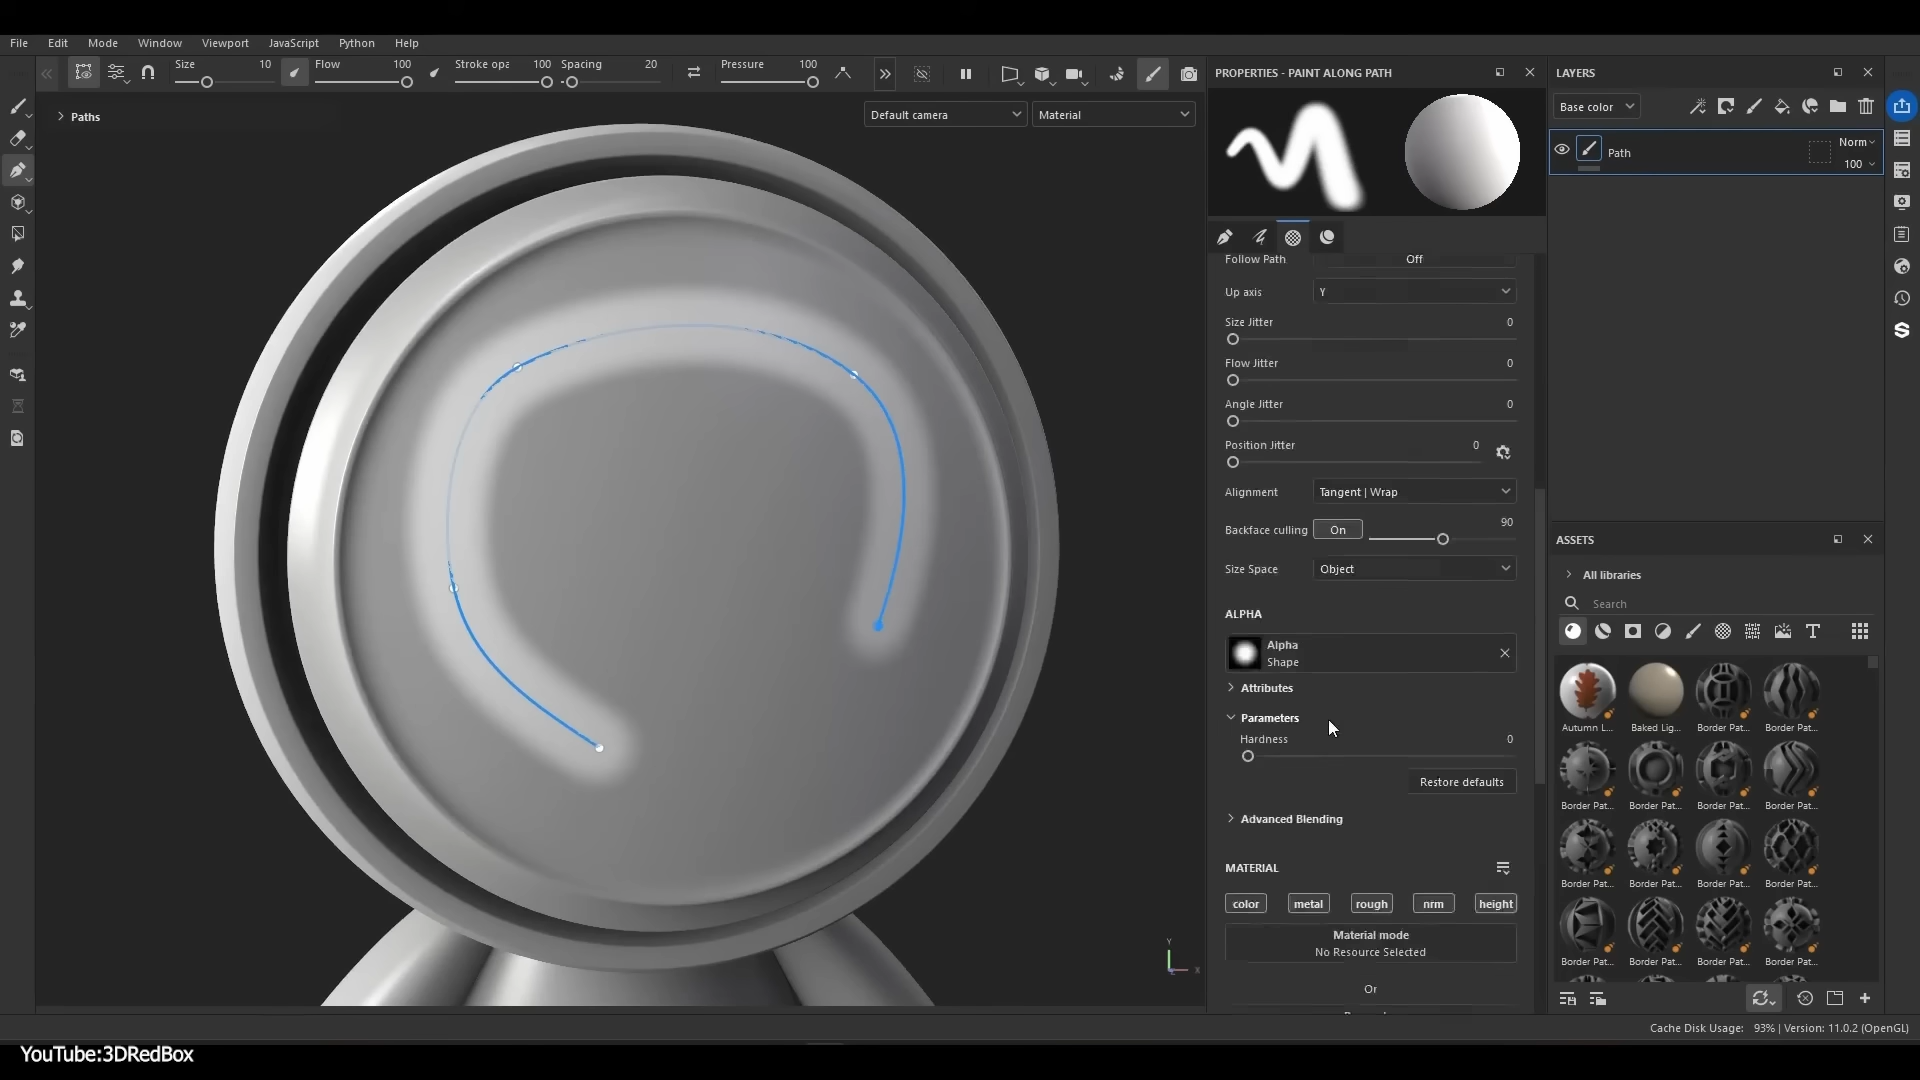 File Edit Mode Window Viewport JavaScript Python Help
Size 10 Flow 100 Stroke opa 100 Spacing 20 Pressure 100
Paths
Default camera
Material
PROPERTIES - PAINT ALONG PATH
Follow Path Off
Up axis Y
Size Jitter 0
Flow Jitter 0
Angle Jitter 0
Position Jitter 0
Alignment Tangent | Wrap
Backface culling On 90
Size Space Object
ALPHA
Alpha
Shape
Attributes
Parameters
Hardness 0
Restore defaults
Advanced Blending
MATERIAL
color metal rough nrm height
Material mode
No Resource Selected
Or
LAYERS
Base color
Path Norm
100
ASSETS
All libraries
Search
Autumn L... Baked Lig... Border Pat... Border Pat...
Border Pat... Border Pat... Border Pat... Border Pat...
Border Pat... Border Pat... Border Pat... Border Pat...
Border Pat... Border Pat... Border Pat... Border Pat...
Y
X
Cache Disk Usage: 93% | Version: 11.0.2 (OpenGL)
YouTube:3DRedBox